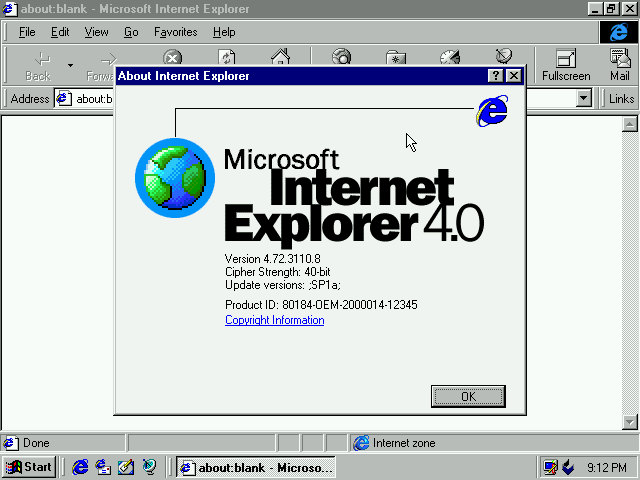 about:blank - Microsoft Internet Explorer
File Edit View Go Favorites Help
Back Fullscreen Mail
Address about:b Links
About Internet Explorer
Microsoft
Internet
Explorer 4.0
Version 4.72.3110.8
Cipher Strength: 40-bit
Update versions: ;SP1a;
Product ID: 80184-OEM-2000014-12345
Copyright Information
OK
Done Internet zone
Start about:blank - Microso... 9:12 PM